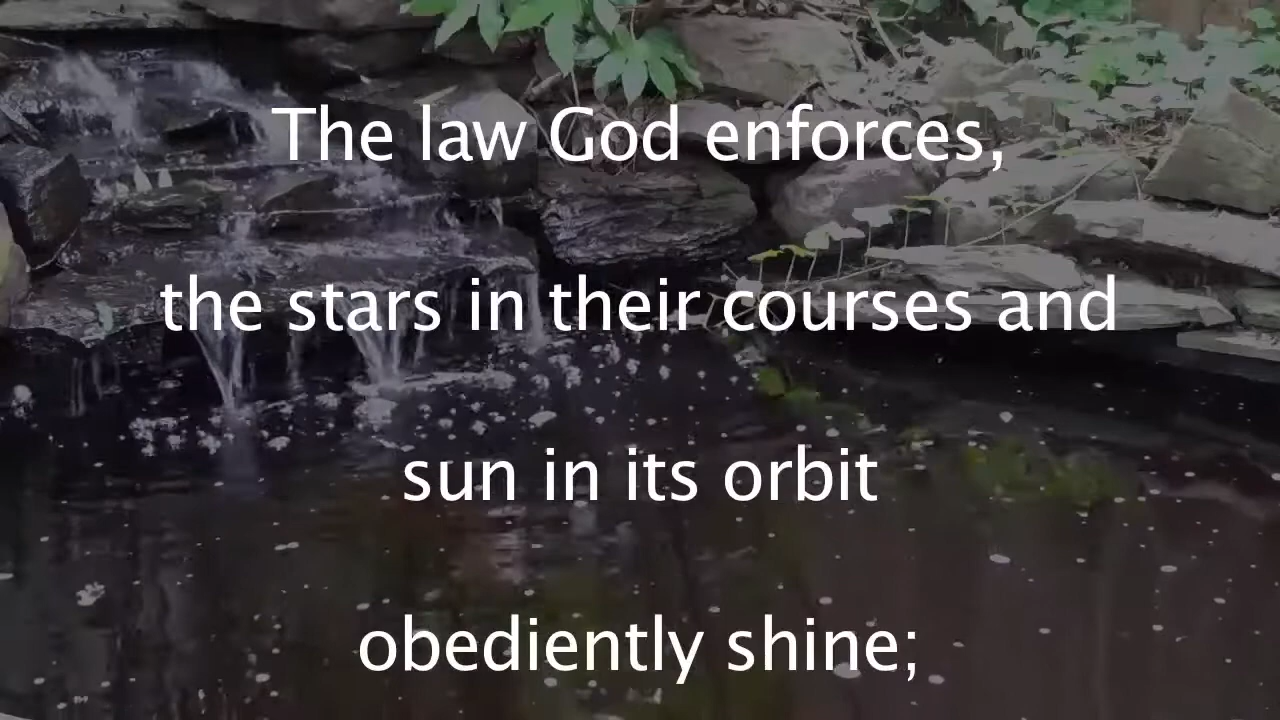 The law God enforces,
the stars in their courses and
sun in its orbit
obediently shine;